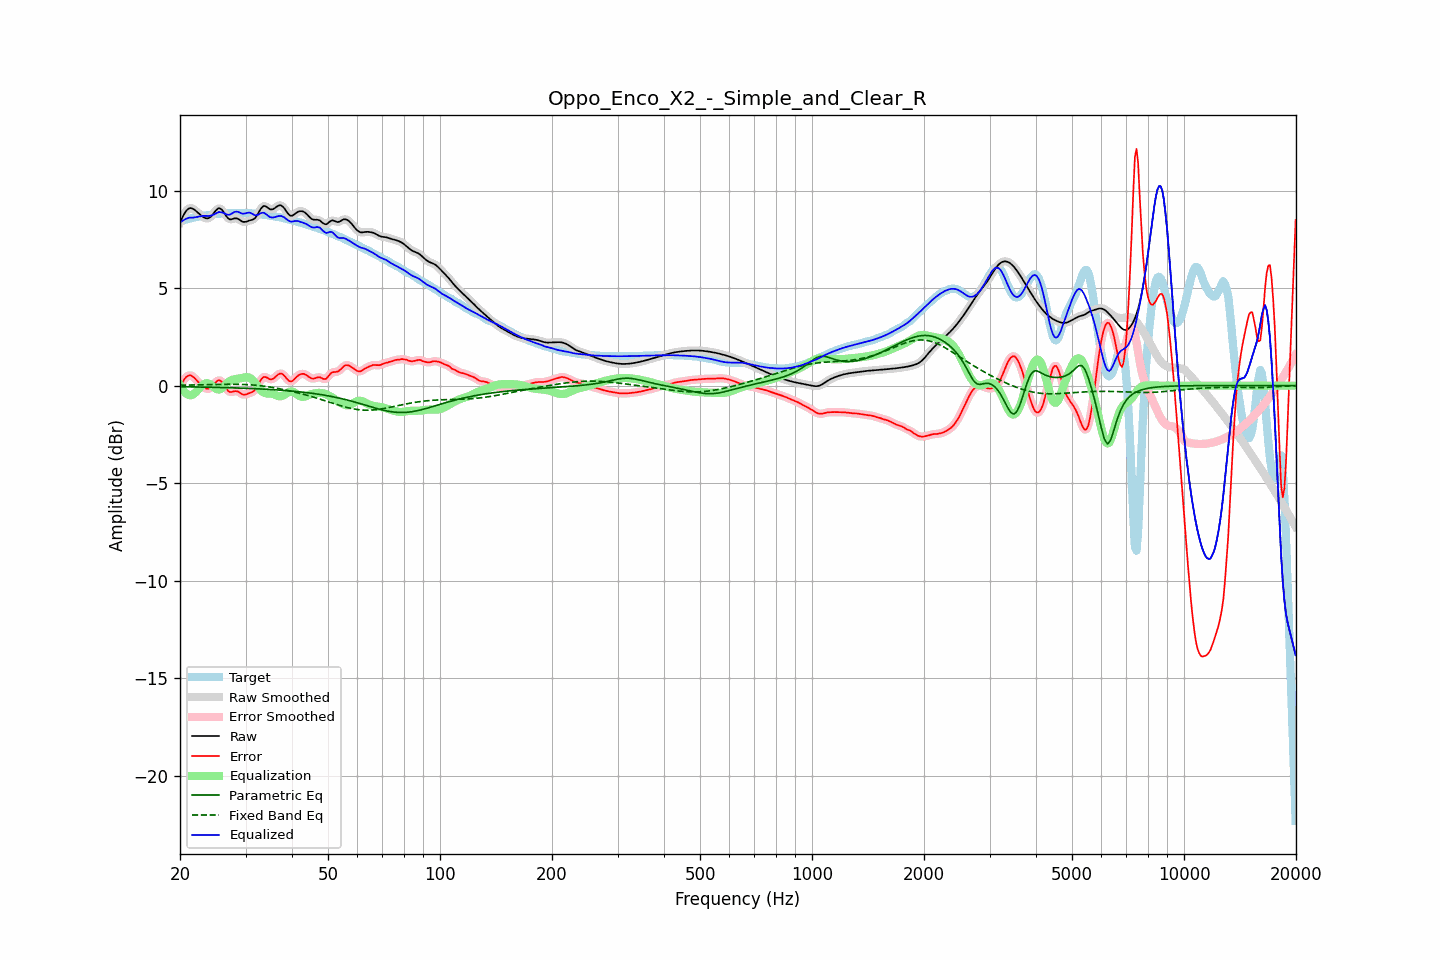 Oppo_Enco_X2_-_Simple_and_Clear_R
Amplitude (dBr)
10
5
0
−5
−10
−15
−20
Target
Raw Smoothed
Error Smoothed
Raw
Error
Equalization
Parametric Eq
Fixed Band Eq
Equalized
20
50
100
200
500
1000
2000
5000
10000
20000
Frequency (Hz)